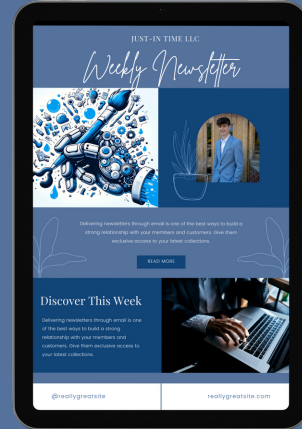 JUST-IN TIME LLC
Weekly Newsletter
Delivering newsletters through email is one of the best ways to build a
strong relationship with your members and customers. Give them
exclusive access to your latest collections.
READ MORE
Discover This Week
Delivering newsletters through email is one
of the best ways to build a strong
relationship with your members and
customers. Give them exclusive access to
your latest collections.
@reallygreatsite
reallygreatsite.com